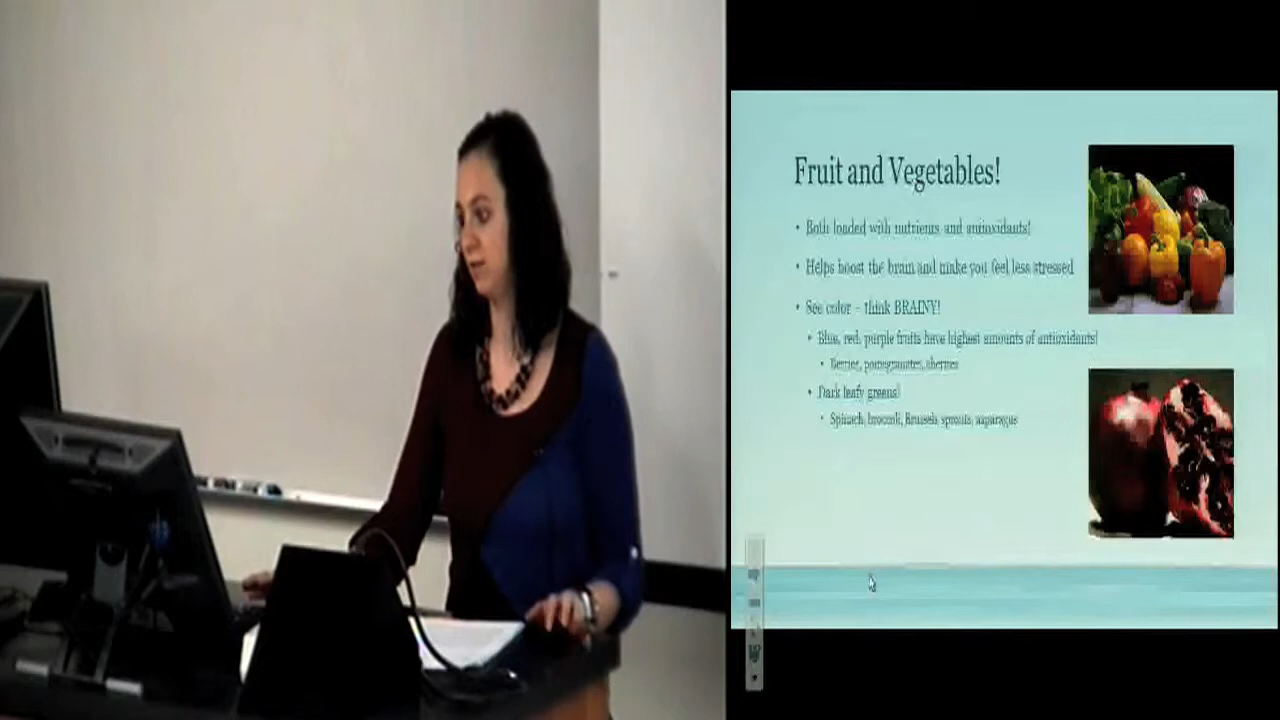 Fruit and Vegetables!
• Both loaded with nutrients and antioxidants!
• Helps boost the brain and make you feel less stressed
• See color – think BRAINY!
• Blue, red, purple fruits have highest amounts of antioxidants!
• Berries, pomegranates, cherries
• Dark leafy greens!
• Spinach, broccoli, Brussels sprouts, asparagus